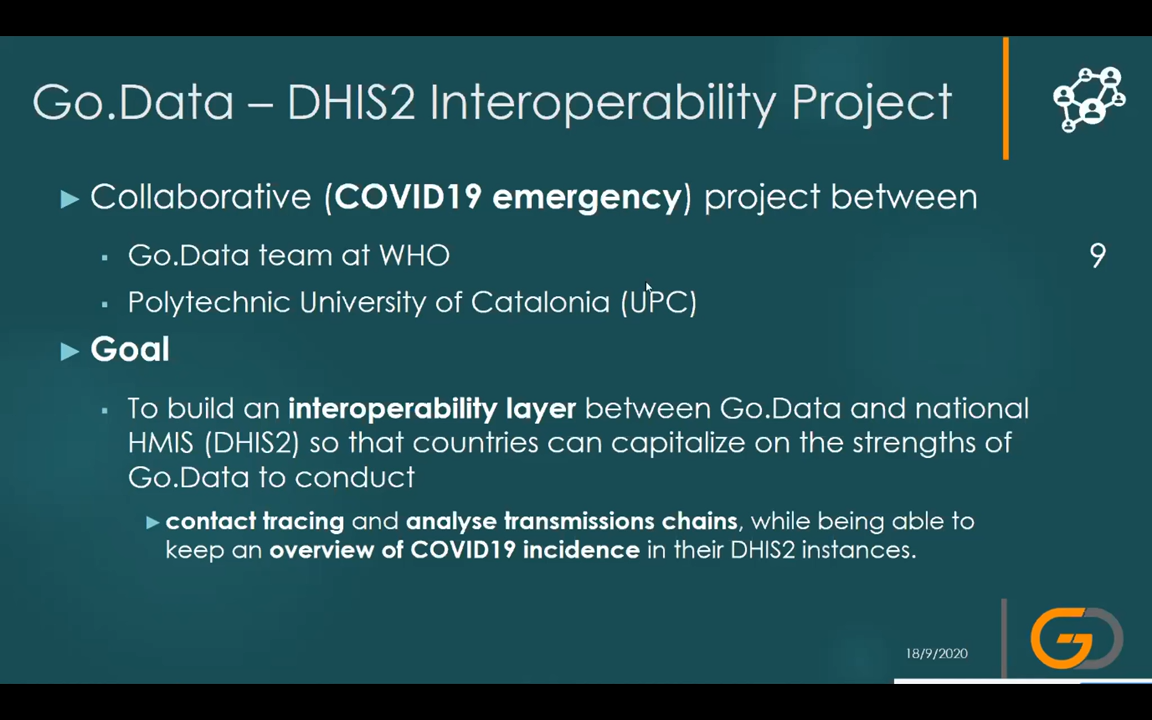 Go.Data – DHIS2 Interoperability Project
► Collaborative (COVID19 emergency) project between
▪ Go.Data team at WHO
9
▪ Polytechnic University of Catalonia (UPC)
► Goal
▪ To build an interoperability layer between Go.Data and national
HMIS (DHIS2) so that countries can capitalize on the strengths of
Go.Data to conduct
► contact tracing and analyse transmissions chains, while being able to
keep an overview of COVID19 incidence in their DHIS2 instances.
18/9/2020
GD